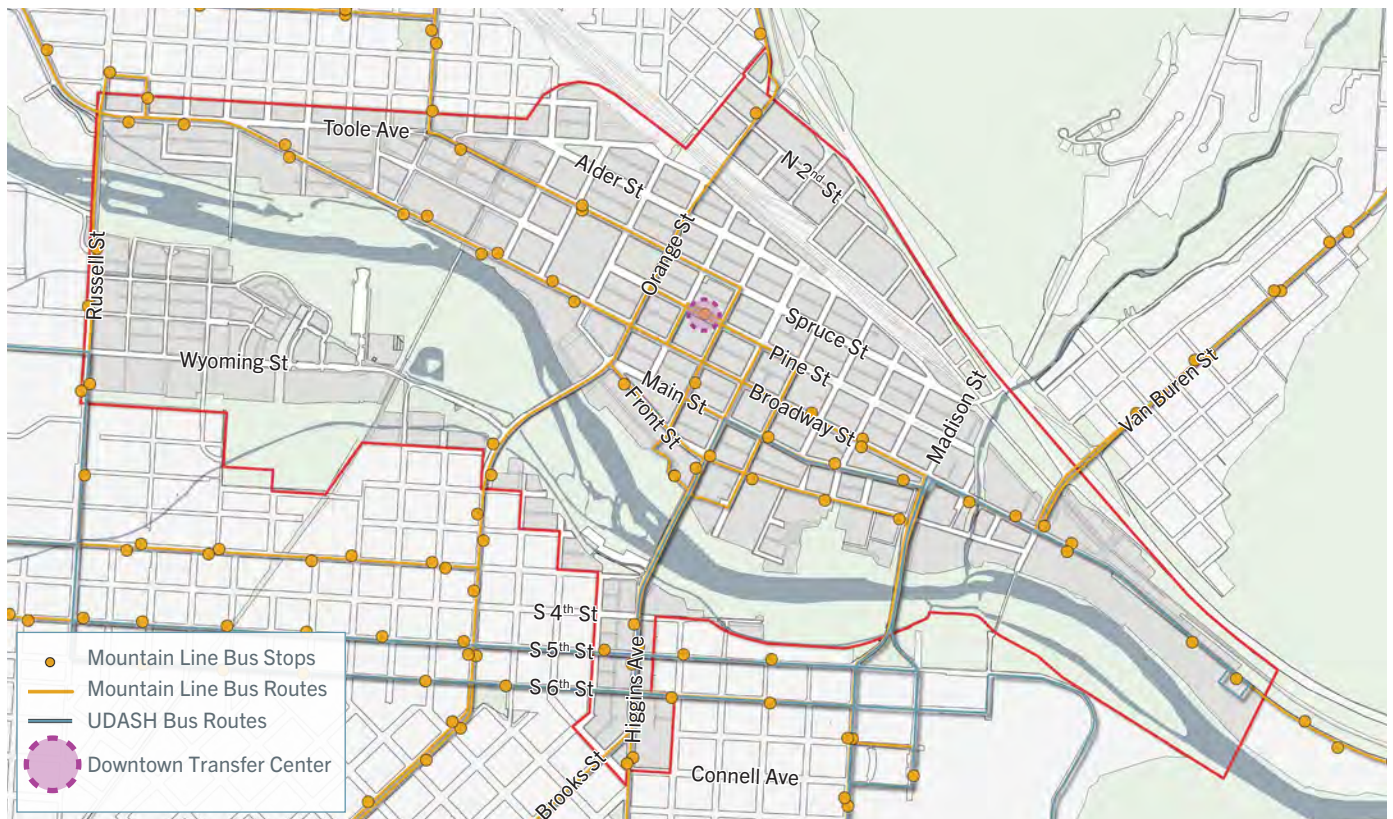 Toole Ave
Alder St
N 2nd St
Orange St
Russell St
Spruce St
Wyoming St
Pine St
Main St
Broadway St
Front St
Madison St
Van Buren St
S 4th St
S 5th St
S 6th St
Higgins Ave
Brooks St
Connell Ave
Mountain Line Bus Stops
Mountain Line Bus Routes
UDASH Bus Routes
Downtown Transfer Center